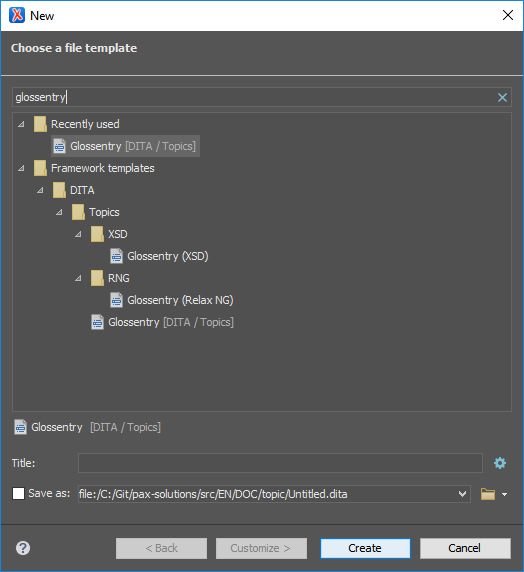 New
Choose a file template
glossentry
Recently used
Glossentry [DITA / Topics]
Framework templates
DITA
Topics
XSD
Glossentry (XSD)
RNG
Glossentry (Relax NG)
Glossentry [DITA / Topics]
Glossentry [DITA / Topics]
Title:
Save as: file:/C:/Git/pax-solutions/src/EN/DOC/topic/Untitled.dita
? < Back Customize > Create Cancel